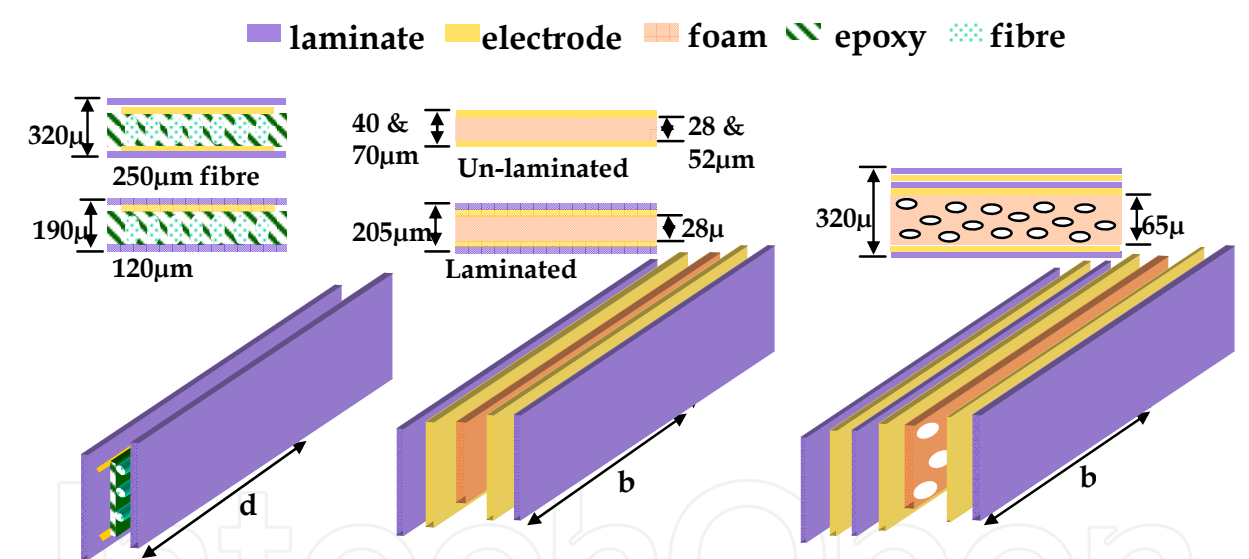 laminate electrode foam epoxy fibre
320μ
250μm fibre
190μ
120μm
40 &
70μm
28 &
52μm
Un-laminated
205μm
28μ
Laminated
320μ
65μ
d
b
b
IntechOpen